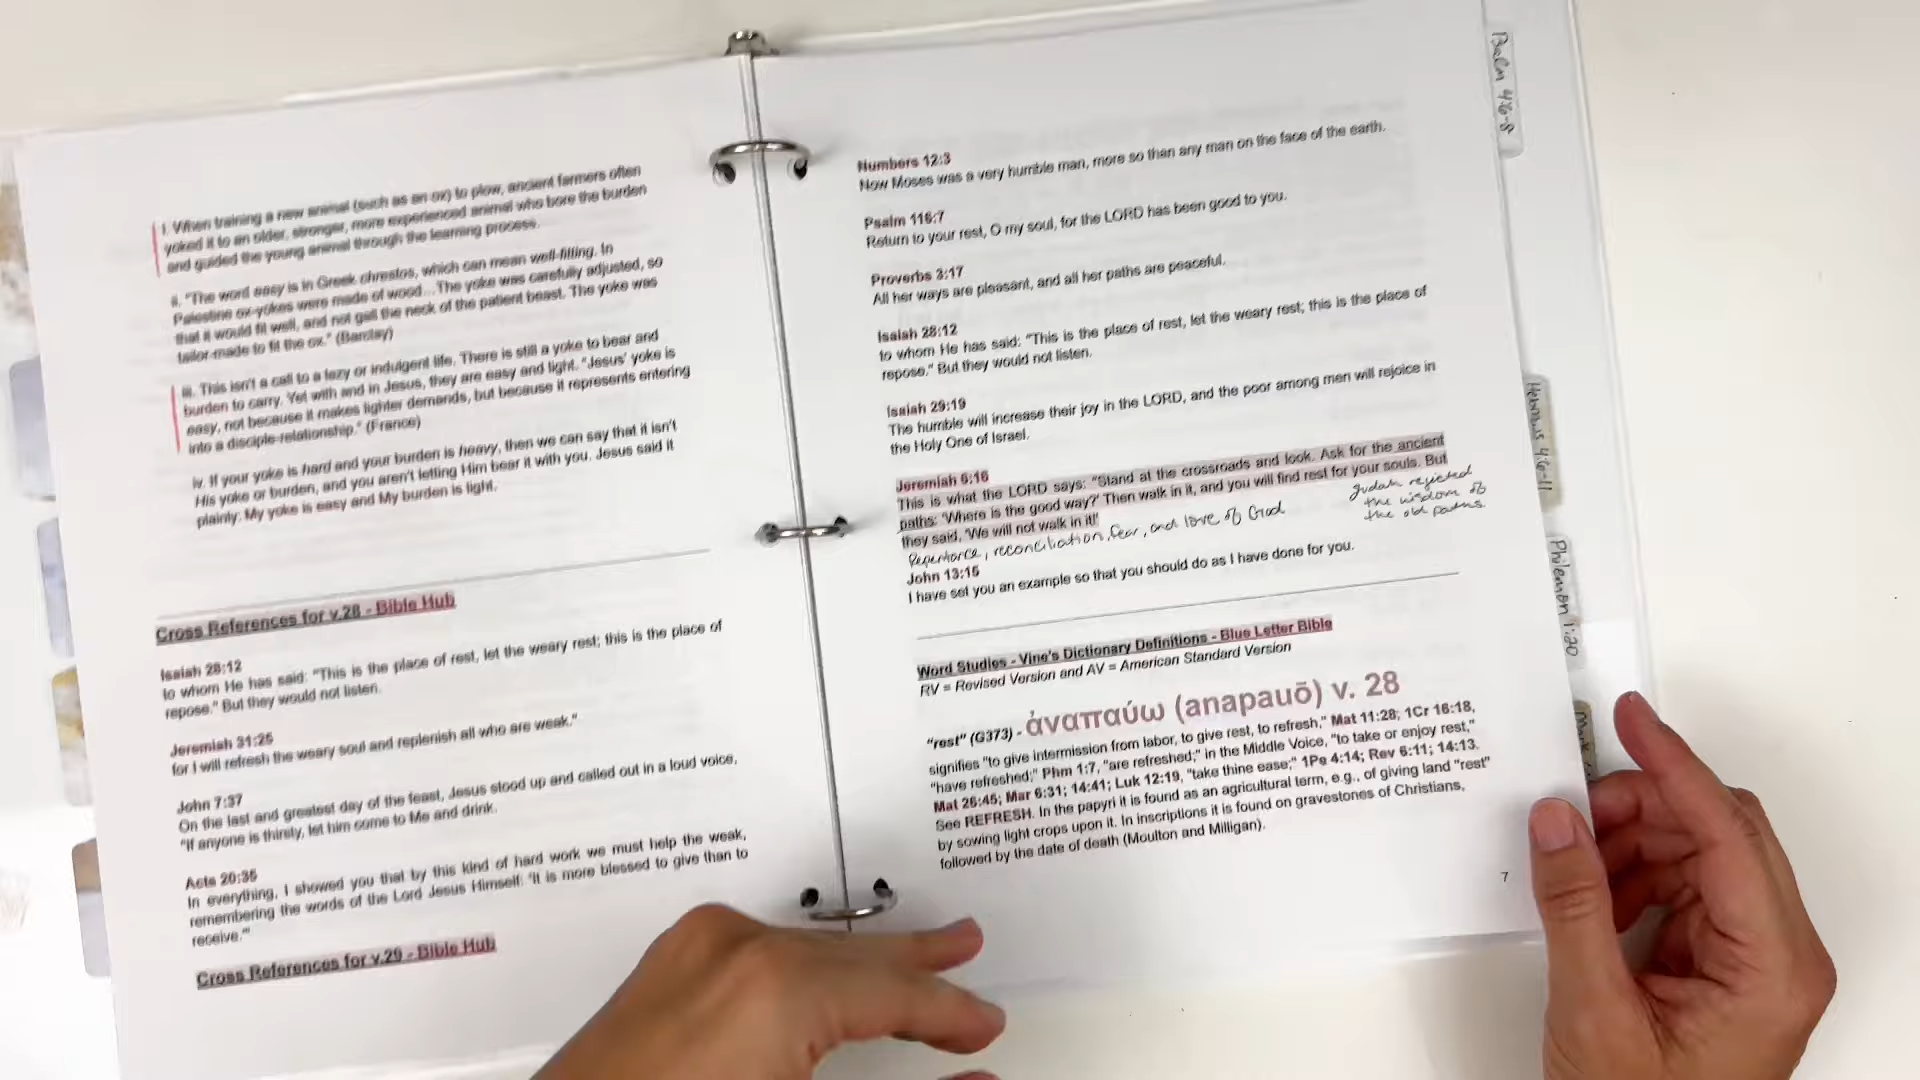 i. When training a new animal (such as an ox) to plow, ancient farmers often
yoked it to an older, stronger, more experienced animal who bore the burden
and guided the young animal through the learning process.
ii. "The word easy is in Greek chrestos, which can mean well-fitting. In
Palestine ox-yokes were made of wood…The yoke was carefully adjusted, so
that it would fit well, and not gall the neck of the patient beast. The yoke was
tailor-made to fit the ox." (Barclay)
iii. This isn't a call to a lazy or indulgent life. There is still a yoke to bear and
burden to carry. Yet with and in Jesus, they are easy and light. "Jesus' yoke is
easy, not because it makes lighter demands, but because it represents entering
into a disciple-relationship." (France)
iv. If your yoke is hard and your burden is heavy, then we can say that it isn't
His yoke or burden, and you aren't letting Him bear it with you. Jesus said it
plainly: My yoke is easy and My burden is light.
Cross References for v.28 - Bible Hub
Isaiah 28:12
to whom He has said: "This is the place of rest, let the weary rest; this is the place of
repose." But they would not listen.
Jeremiah 31:25
for I will refresh the weary soul and replenish all who are weak."
John 7:37
On the last and greatest day of the feast, Jesus stood up and called out in a loud voice,
"If anyone is thirsty, let him come to Me and drink.
Acts 20:35
In everything, I showed you that by this kind of hard work we must help the weak,
remembering the words of the Lord Jesus Himself: 'It is more blessed to give than to
receive.'"
Cross References for v.29 - Bible Hub
Numbers 12:3
Now Moses was a very humble man, more so than any man on the face of the earth.
Psalm 116:7
Return to your rest, O my soul, for the LORD has been good to you.
Proverbs 3:17
All her ways are pleasant, and all her paths are peaceful.
Isaiah 28:12
to whom He has said: "This is the place of rest, let the weary rest; this is the place of
repose." But they would not listen.
Isaiah 29:19
The humble will increase their joy in the LORD, and the poor among men will rejoice in
the Holy One of Israel.
Jeremiah 6:16
This is what the LORD says: "Stand at the crossroads and look. Ask for the ancient
paths: 'Where is the good way?' Then walk in it, and you will find rest for your souls. But
they said, 'We will not walk in it!'
Judah rejected
the wisdom of
the old paths.
Repentance, reconciliation, fear, and love of God
John 13:15
I have set you an example so that you should do as I have done for you.
Word Studies - Vine's Dictionary Definitions - Blue Letter Bible
RV = Revised Version and AV = American Standard Version
"rest" (G373) - ἀναπαύω (anapauō) v. 28
signifies "to give intermission from labor, to give rest, to refresh," Mat 11:28; 1Cr 16:18,
"have refreshed;" Phm 1:7, "are refreshed;" in the Middle Voice, "to take or enjoy rest,"
Mat 26:45; Mar 6:31; 14:41; Luk 12:19, "take thine ease;" 1Pe 4:14; Rev 6:11; 14:13.
See REFRESH. In the papyri it is found as an agricultural term, e.g., of giving land "rest"
by sowing light crops upon it. In inscriptions it is found on gravestones of Christians,
followed by the date of death (Moulton and Milligan).
7
Psalm 4:6-8
Hebrews 4:6-11
Philemon 1:20
Mark